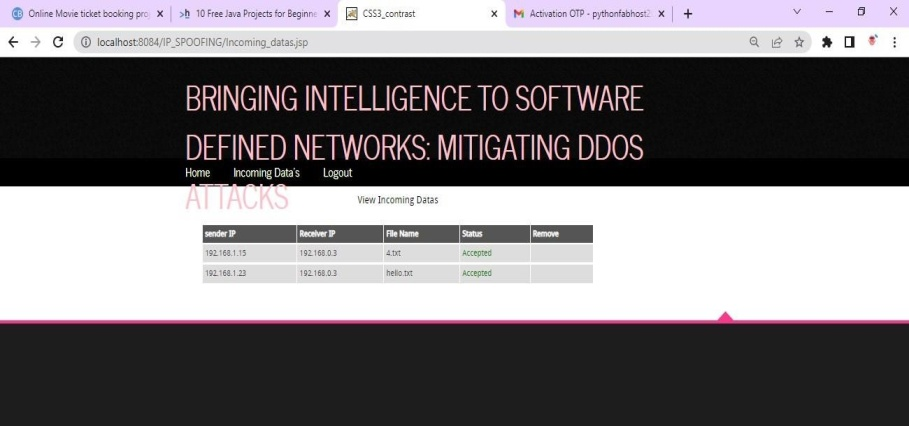 Online Movie ticket booking proj
10 Free Java Projects for Beginne
CSS3_contrast
Activation OTP - pythonfabhost2
localhost:8084/IP_SPOOFING/Incoming_datas.jsp
BRINGING INTELLIGENCE TO SOFTWARE
DEFINED NETWORKS: MITIGATING DDOS
Home Incoming Data's Logout
ATTACKS
View Incoming Datas
sender IP Receiver IP File Name Status Remove
192.168.1.15 192.168.0.3 4.txt Accepted
192.168.1.23 192.168.0.3 hello.txt Accepted